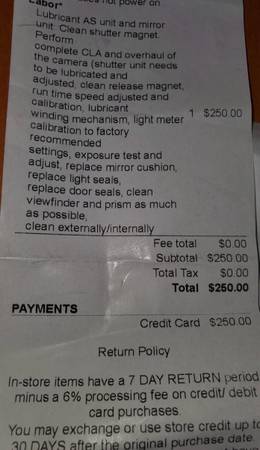 not power on
Labor*
Lubricant AS unit and mirror
unit. Clean shutter magnet.
Perform
complete CLA and overhaul of
the camera (shutter unit needs
to be lubricated and
adjusted, clean release magnet,
run time speed adjusted and
calibration, lubricant
winding mechanism, light meter 1 $250.00
calibration to factory
recommended
settings, exposure test and
adjust, replace mirror cushion,
replace light seals,
replace door seals, clean
viewfinder and prism as much
as possible,
clean externally/internally
Fee total $0.00
Subtotal $250.00
Total Tax $0.00
Total $250.00
PAYMENTS
Credit Card $250.00
Return Policy
In-store items have a 7 DAY RETURN period
minus a 6% processing fee on credit/ debit
card purchases.
You may exchange or use store credit up to
30 DAYS after the original purchase date